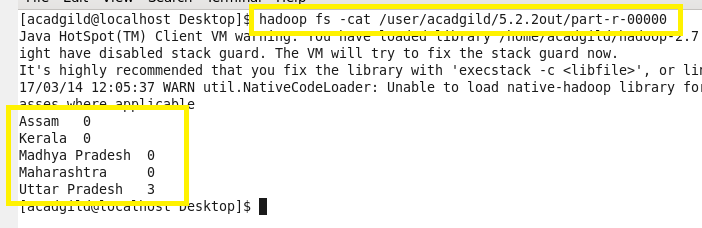 [acadgild@localhost Desktop]$ hadoop fs -cat /user/acadgild/5.2.2out/part-r-00000
Java HotSpot(TM) Client VM warning: You have loaded library /home/acadgild/hadoop-2.7
ight have disabled stack guard. The VM will try to fix the stack guard now.
It's highly recommended that you fix the library with 'execstack -c <libfile>', or lin
17/03/14 12:05:37 WARN util.NativeCodeLoader: Unable to load native-hadoop library for
asses where applicable
Assam 0
Kerala 0
Madhya Pradesh 0
Maharashtra 0
Uttar Pradesh 3
[acadgild@localhost Desktop]$